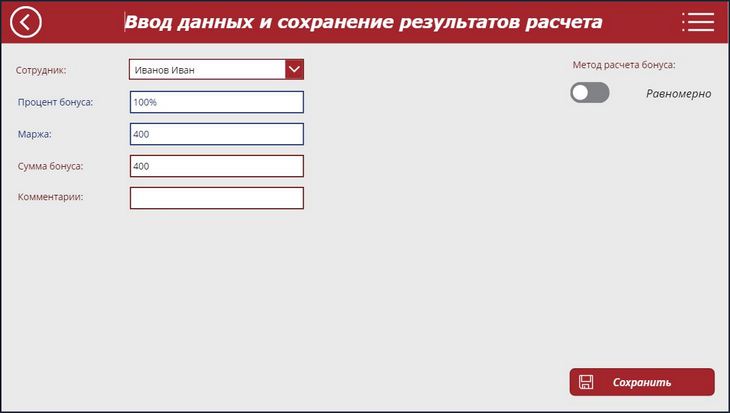 Ввод данных и сохранение результатов расчета
Сотрудник: Иванов Иван
Метод расчета бонуса:
Равномерно
Процент бонуса: 100%
Маржа: 400
Сумма бонуса: 400
Комментарии:
Сохранить